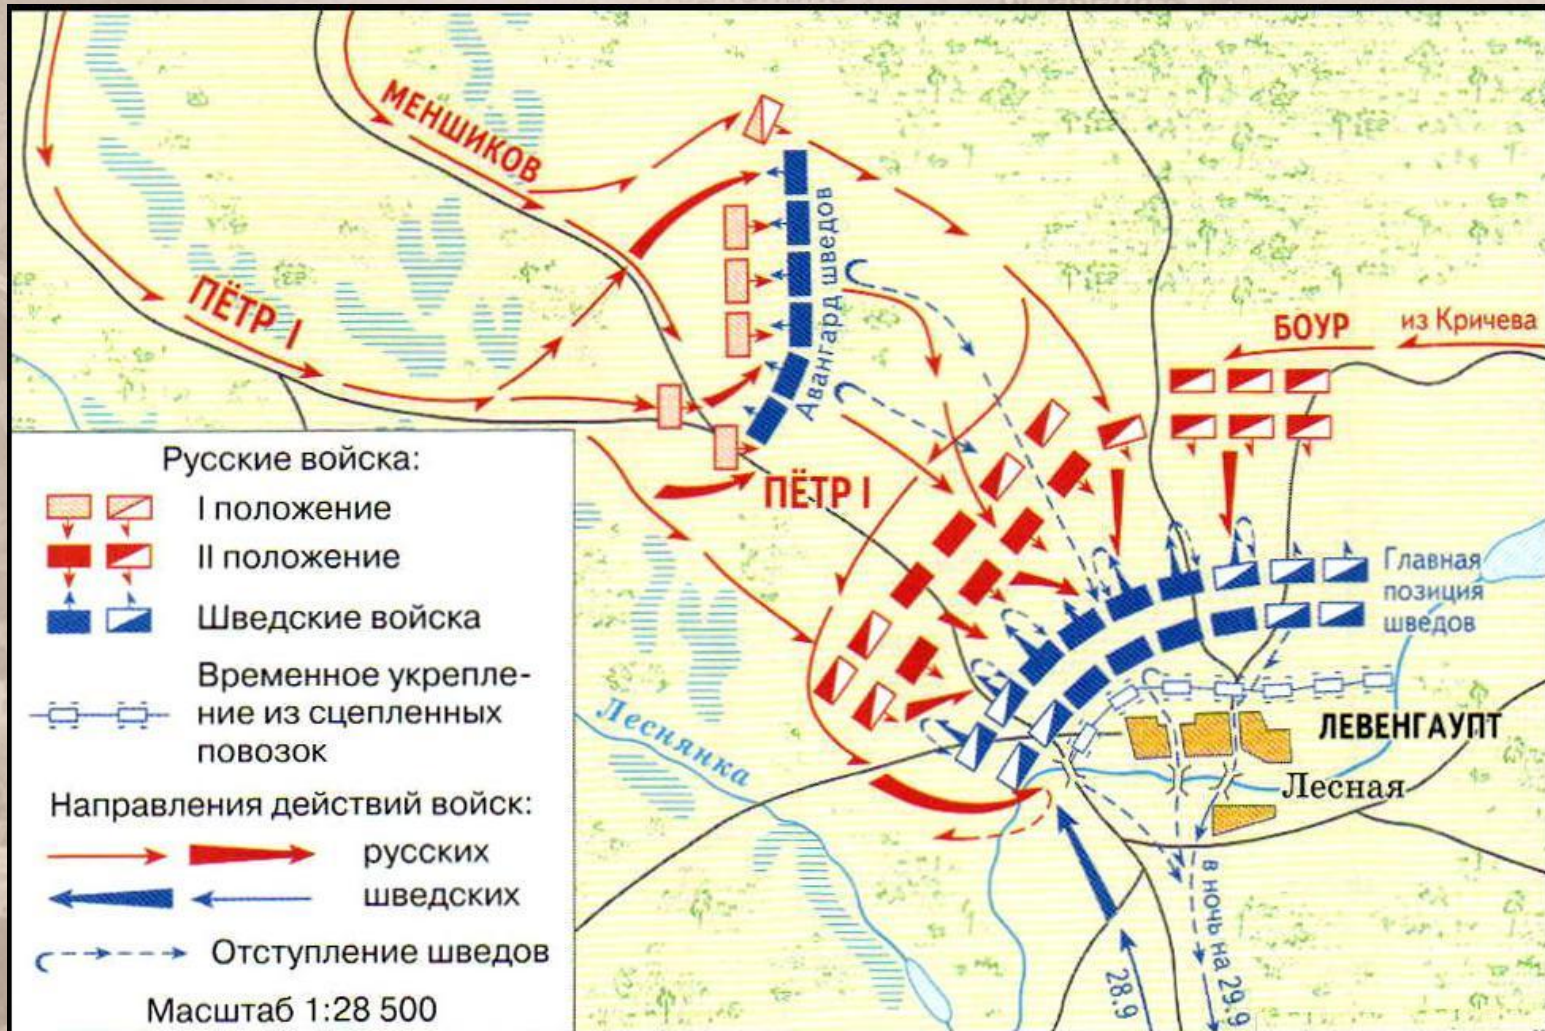 МЕНШИКОВ
ПЁТР I
Авангард шведов
БОУР
из Кричева
ПЁТР I
Главная
позиция
шведов
ЛЕВЕНГАУПТ
Лесная
Леснянка
28.9
в ночь на 29.9
Русские войска:
I положение
II положение
Шведские войска
Временное укрепле-
ние из сцепленных
повозок
Направления действий войск:
русских
шведских
Отступление шведов
Масштаб 1:28 500